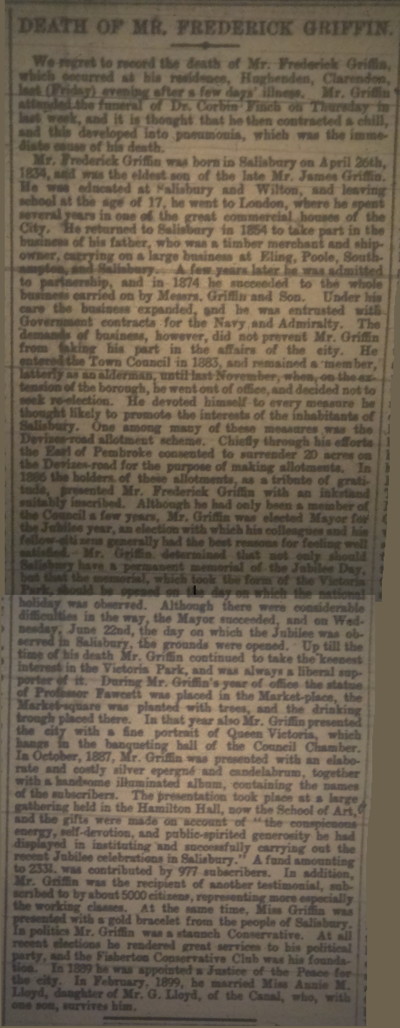 DEATH OF MR. FREDERICK GRIFFIN.
We regret to record the death of Mr. Frederick Griffin,
which occurred at his residence, Hughenden, Clarendon,
last (Friday) evening after a few days' illness. Mr. Griffin
attended the funeral of Dr. Corbin Finch on Thursday in
last week, and it is thought that he then contracted a chill,
and this developed into pneumonia, which was the imme-
diate cause of his death.
Mr. Frederick Griffin was born in Salisbury on April 26th,
1834, and was the eldest son of the late Mr. James Griffin.
He was educated at Salisbury and Wilton, and leaving
school at the age of 17, he went to London, where he spent
several years in one of the great commercial houses of the
City. He returned to Salisbury in 1854 to take part in the
business of his father, who was a timber merchant and ship-
owner, carrying on a large business at Eling, Poole, South-
ampton, and Salisbury. A few years later he was admitted
to partnership, and in 1874 he succeeded to the whole
business carried on by Messrs. Griffin and Son. Under his
care the business expanded, and he was entrusted with
Government contracts for the Navy and Admiralty. The
demands of business, however, did not prevent Mr. Griffin
from taking his part in the affairs of the city. He
entered the Town Council in 1883, and remained a member,
latterly as an alderman, until last November, when, on the ex-
tension of the borough, he went out of office, and decided not to
seek re-election. He devoted himself to every measure he
thought likely to promote the interests of the inhabitants of
Salisbury. One among many of these measures was the
Devizes-road allotment scheme. Chiefly through his efforts
the Earl of Pembroke consented to surrender 20 acres on
the Devizes-road for the purpose of making allotments. In
1886 the holders of these allotments, as a tribute of grati-
tude, presented Mr. Frederick Griffin with an inkstand
suitably inscribed. Although he had only been a member of
the Council a few years, Mr. Griffin was elected Mayor for
the Jubilee year, an election with which his colleagues and his
fellow-citizens generally had the best reasons for feeling well
satisfied. Mr. Griffin determined that not only should
Salisbury have a permanent memorial of the Jubilee Day,
but that the memorial, which took the form of the Victoria
Park, should be opened on the day on which the national
holiday was observed. Although there were considerable
difficulties in the way, the Mayor succeeded, and on Wed-
nesday, June 22nd, the day on which the Jubilee was ob-
served in Salisbury, the grounds were opened. Up till the
time of his death Mr. Griffin continued to take the keenest
interest in the Victoria Park, and was always a liberal sup-
porter of it. During Mr. Griffin's year of office the statue
of Professor Fawcett was placed in the Market-place, the
Market-square was planted with trees, and the drinking
trough placed there. In that year also Mr. Griffin presented
the city with a fine portrait of Queen Victoria, which
hangs in the banqueting hall of the Council Chamber.
In October, 1887, Mr. Griffin was presented with an elabo-
rate and costly silver epergné and candelabrum, together
with a handsome illuminated album, containing the names
of the subscribers. The presentation took place at a large
gathering held in the Hamilton Hall, now the School of Art,
and the gifts were made on account of "the conspicuous
energy, self-devotion, and public-spirited generosity he had
displayed in instituting and successfully carrying out the
recent Jubilee celebrations in Salisbury." A fund amounting
to 233l. was contributed by 977 subscribers. In addition,
Mr. Griffin was the recipient of another testimonial, sub-
scribed to by about 5000 citizens, representing more especially
the working classes. At the same time, Miss Griffin was
presented with a gold bracelet from the people of Salisbury.
In politics Mr. Griffin was a staunch Conservative. At all
recent elections he rendered great services to his political
party, and the Fisherton Conservative Club was his founda-
tion. In 1889 he was appointed a Justice of the Peace for
the city. In February, 1899, he married Miss Annie M.
Lloyd, daughter of Mr. G. Lloyd, of the Canal, who, with
one son, survives him.